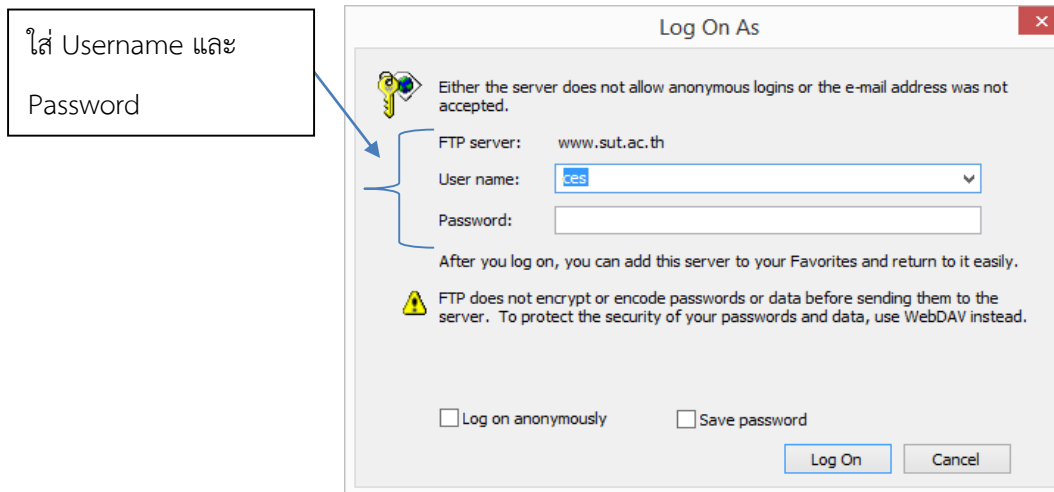 ใส่ Username และ
Password
Log On As
Either the server does not allow anonymous logins or the e-mail address was not
accepted.
FTP server: www.sut.ac.th
User name: ces
Password:
After you log on, you can add this server to your Favorites and return to it easily.
FTP does not encrypt or encode passwords or data before sending them to the
server. To protect the security of your passwords and data, use WebDAV instead.
Log on anonymously Save password
Log On Cancel